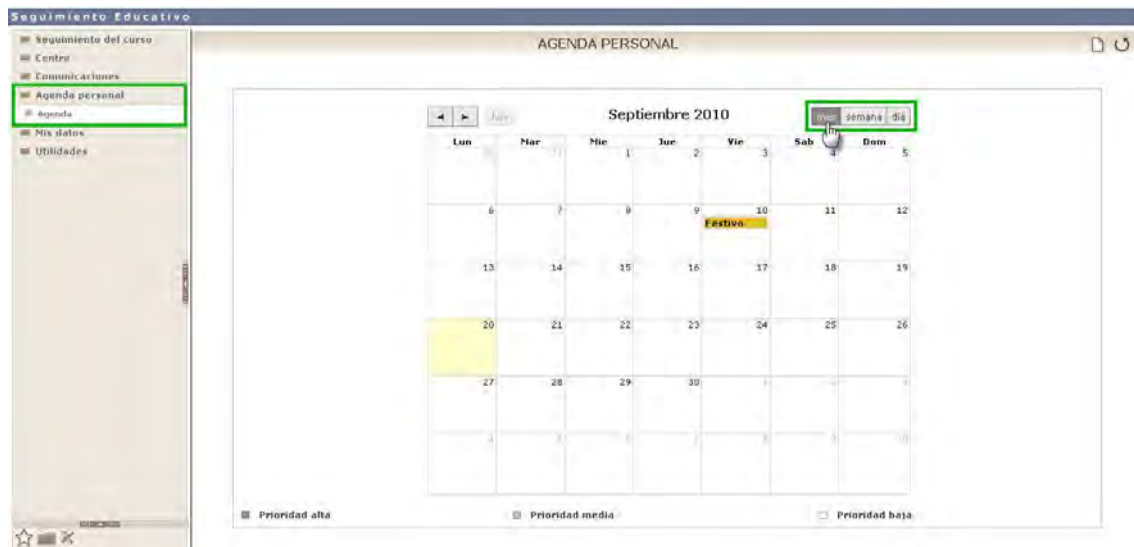 Seguimiento Educativo
Seguimiento del curso
Centro
Comunicaciones
Agenda personal
Agenda
Mis datos
Utilidades
AGENDA PERSONAL
Hoy
Septiembre 2010
mes semana día
Lun Mar Mie Jue Vie Sab Dom
30 31 1 2 3 4 5
6 7 8 9 10 11 12
Festivo
13 14 15 16 17 18 19
20 21 22 23 24 25 26
27 28 29 30
Prioridad alta Prioridad media Prioridad baja